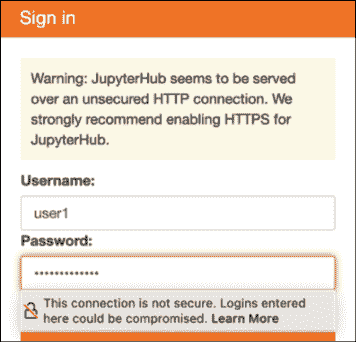 Sign in
Warning: JupyterHub seems to be served
over an unsecured HTTP connection. We
strongly recommend enabling HTTPS for
JupyterHub.
Username:
user1
Password:
•••••••••••••
This connection is not secure. Logins entered
here could be compromised. Learn More